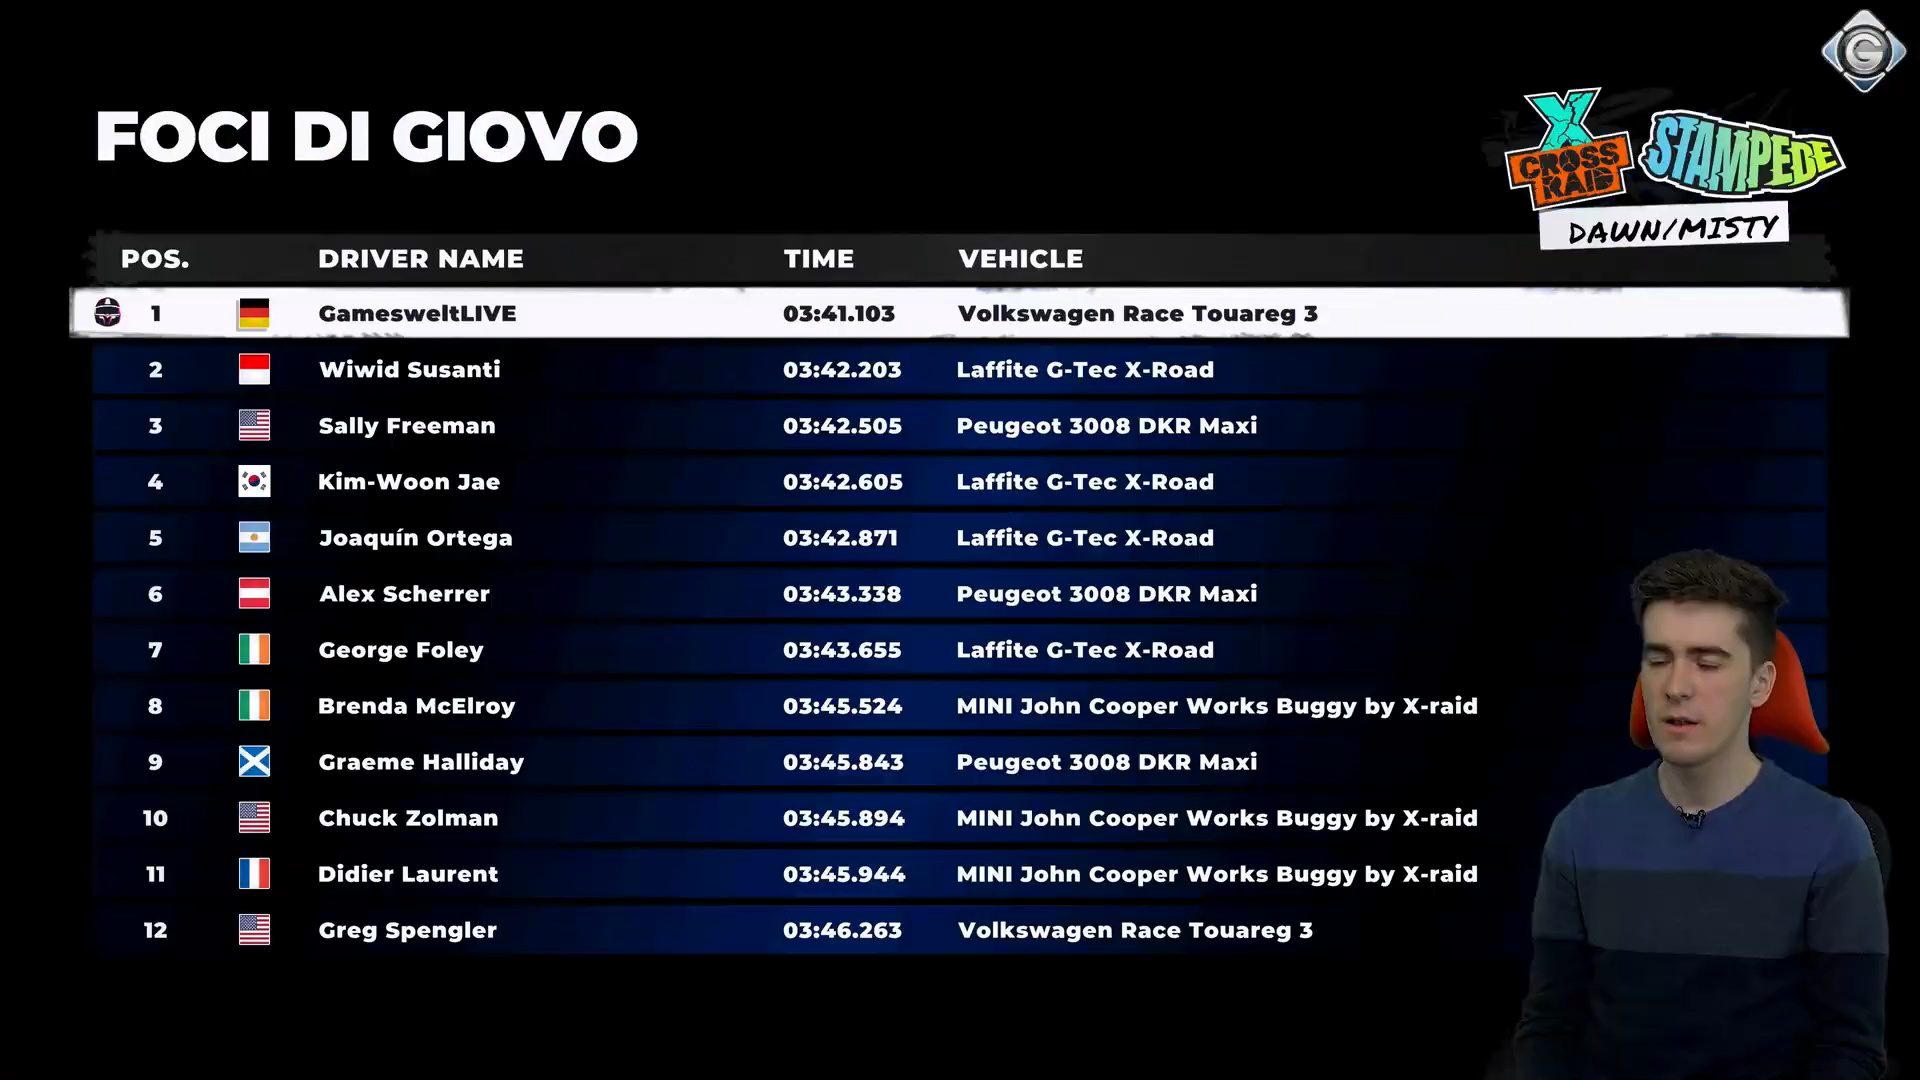 FOCI DI GIOVO
X
CROSS
RAID
STAMPEDE
DAWN/MISTY
POS. DRIVER NAME TIME VEHICLE
1 GamesweltLIVE 03:41.103 Volkswagen Race Touareg 3
2 Wiwid Susanti 03:42.203 Laffite G-Tec X-Road
3 Sally Freeman 03:42.505 Peugeot 3008 DKR Maxi
4 Kim-Woon Jae 03:42.605 Laffite G-Tec X-Road
5 Joaquín Ortega 03:42.871 Laffite G-Tec X-Road
6 Alex Scherrer 03:43.338 Peugeot 3008 DKR Maxi
7 George Foley 03:43.655 Laffite G-Tec X-Road
8 Brenda McElroy 03:45.524 MINI John Cooper Works Buggy by X-raid
9 Graeme Halliday 03:45.843 Peugeot 3008 DKR Maxi
10 Chuck Zolman 03:45.894 MINI John Cooper Works Buggy by X-raid
11 Didier Laurent 03:45.944 MINI John Cooper Works Buggy by X-raid
12 Greg Spengler 03:46.263 Volkswagen Race Touareg 3
G